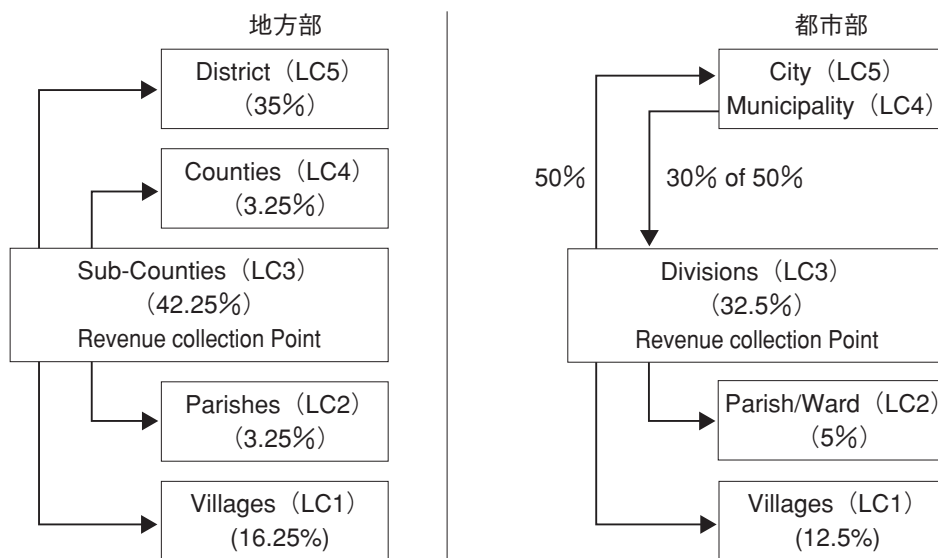 地方部
District（LC5）
（35％）
Counties（LC4）
（3.25％）
Sub-Counties（LC3）
（42.25％）
Revenue collection Point
Parishes（LC2）
（3.25％）
Villages（LC1）
(16.25%)
都市部
City（LC5）
Municipality（LC4）
50％
30％ of 50％
Divisions（LC3）
（32.5％）
Revenue collection Point
Parish/Ward（LC2）
（5％）
Villages（LC1）
(12.5%)